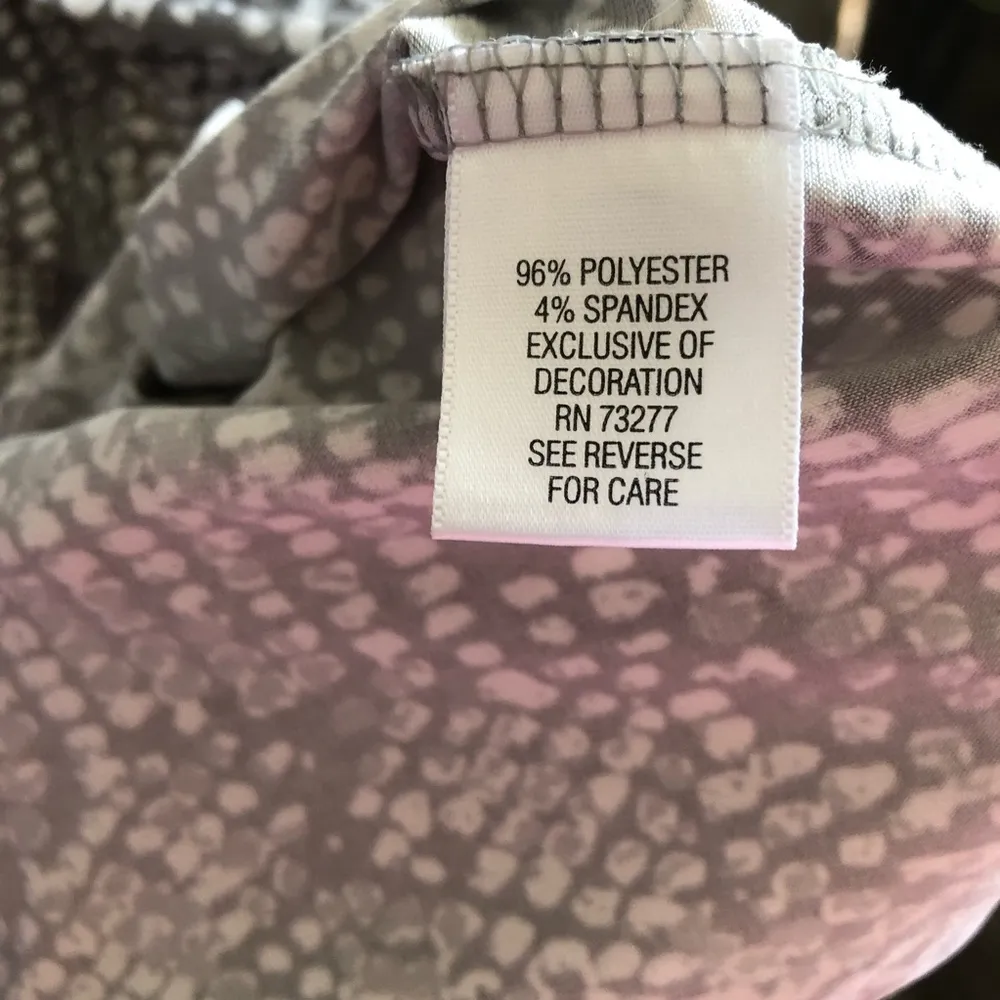 96% POLYESTER
4% SPANDEX
EXCLUSIVE OF
DECORATION
RN 73277
SEE REVERSE
FOR CARE